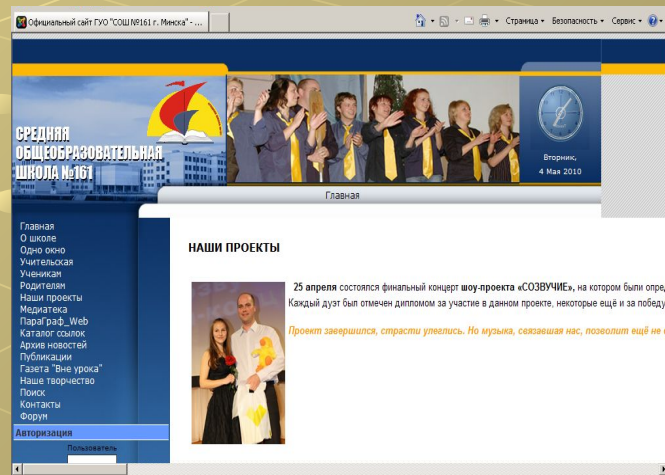 Официальный сайт ГУО "СОШ №161 г. Минска" - ...
Страница
Безопасность
Сервис
СРЕДНЯЯ
ОБЩЕОБРАЗОВАТЕЛЬНАЯ
ШКОЛА №161
Вторник,
4 Мая 2010
Главная
Главная
О школе
Одно окно
Учительская
Ученикам
Родителям
Наши проекты
Медиатека
ПараГраф_Web
Каталог ссылок
Архив новостей
Публикации
Газета "Вне урока"
Наше творчество
Поиск
Контакты
Форум
Авторизация
Пользователь
НАШИ ПРОЕКТЫ
25 апреля состоялся финальный концерт шоу-проекта «СОЗВУЧИЕ», на котором были опре
Каждый дуэт был отмечен дипломом за участие в данном проекте, некоторые ещё и за победу
Проект завершился, страсти улеглись. Но музыка, связавшая нас, позволит ещё не